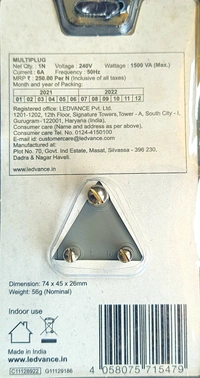 MULTIPLUG
Net Qty. : 1N Voltage : 240V Wattage : 1500 VA (Max.)
Current : 6A Frequency : 50Hz
MRP ₹ : 250.00 Per N (Inclusive of all taxes)
Month and year of Packing:
2021 2022
01 02 03 04 05 06 07 08 09 10 11 12
Registered office: LEDVANCE Pvt. Ltd.
1201-1202, 12th Floor, Signature Towers,Tower - A, South City - I,
Gurugram - 122001, Haryana (India),
Consumer care (Name and address as per above),
Consumer care Tel. No. 0124-4150100
E-mail id: customercare@ledvance.com
Manufactured at:
Plot No. 70, Govt. Ind Estate, Masat, Silvassa - 396 230,
Dadra & Nagar Haveli.
www.ledvance.in
Dimension: 74 x 45 x 26mm
Weight: 56g (Nominal)
Indoor use
Made in India
www.ledvance.in
C11128922 G11129186
4 058075 715479